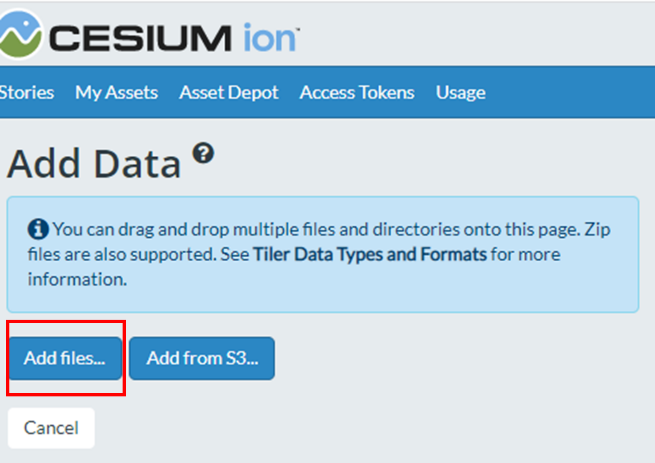 CESIUM ion
Stories My Assets Asset Depot Access Tokens Usage
Add Data ?
i You can drag and drop multiple files and directories onto this page. Zip
files are also supported. See Tiler Data Types and Formats for more
information.
Add files... Add from S3...
Cancel